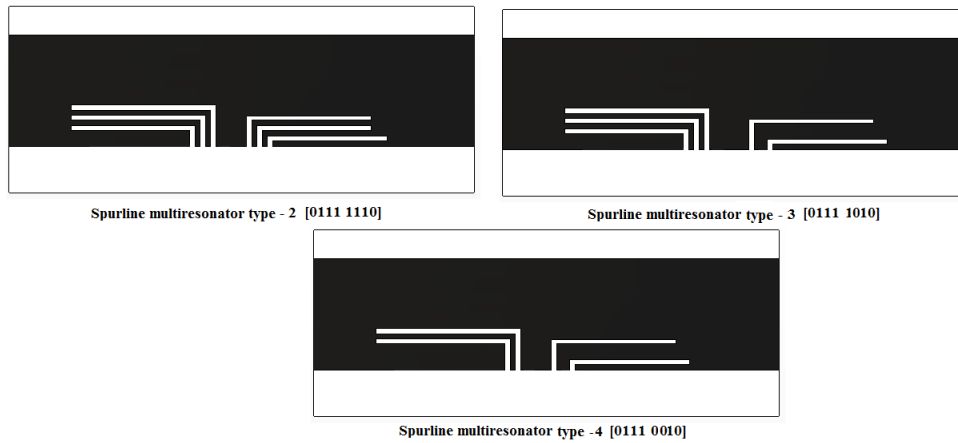 Spurline multiresonator type - 2 [0111 1110]
Spurline multiresonator type - 3 [0111 1010]
Spurline multiresonator type -4 [0111 0010]